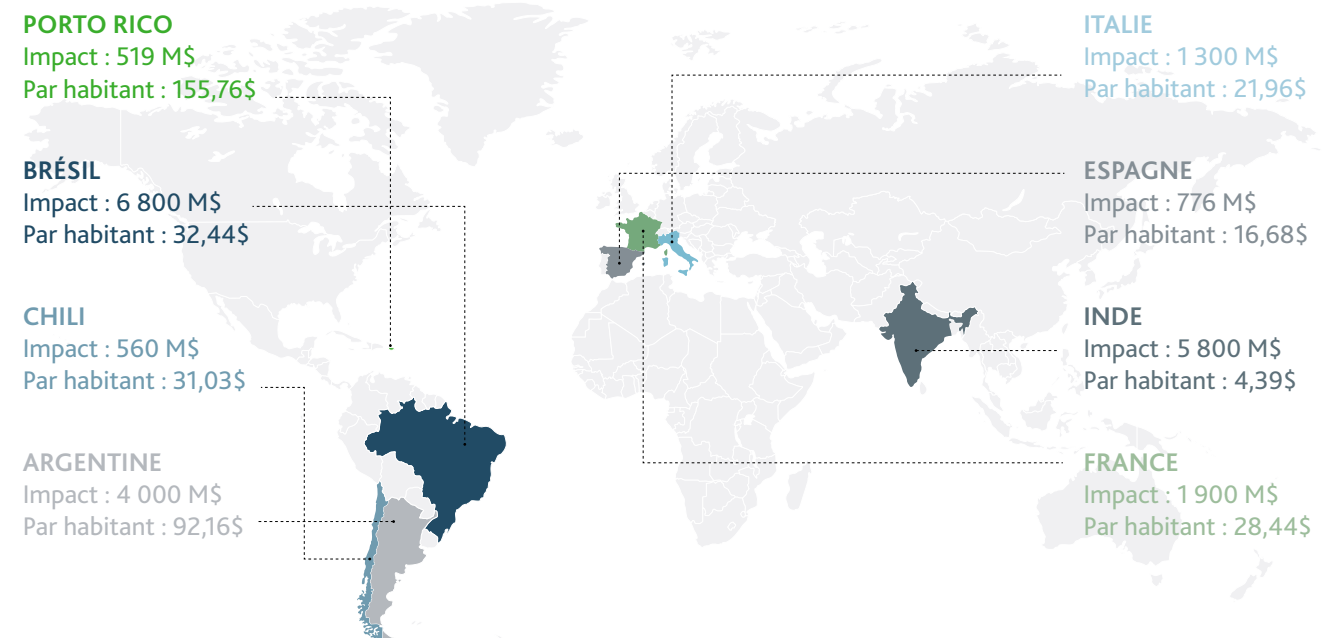 PORTO RICO
Impact : 519 M$
Par habitant : 155,76$
BRÉSIL
Impact : 6 800 M$
Par habitant : 32,44$
CHILI
Impact : 560 M$
Par habitant : 31,03$
ARGENTINE
Impact : 4 000 M$
Par habitant : 92,16$
ITALIE
Impact : 1 300 M$
Par habitant : 21,96$
ESPAGNE
Impact : 776 M$
Par habitant : 16,68$
INDE
Impact : 5 800 M$
Par habitant : 4,39$
FRANCE
Impact : 1 900 M$
Par habitant : 28,44$